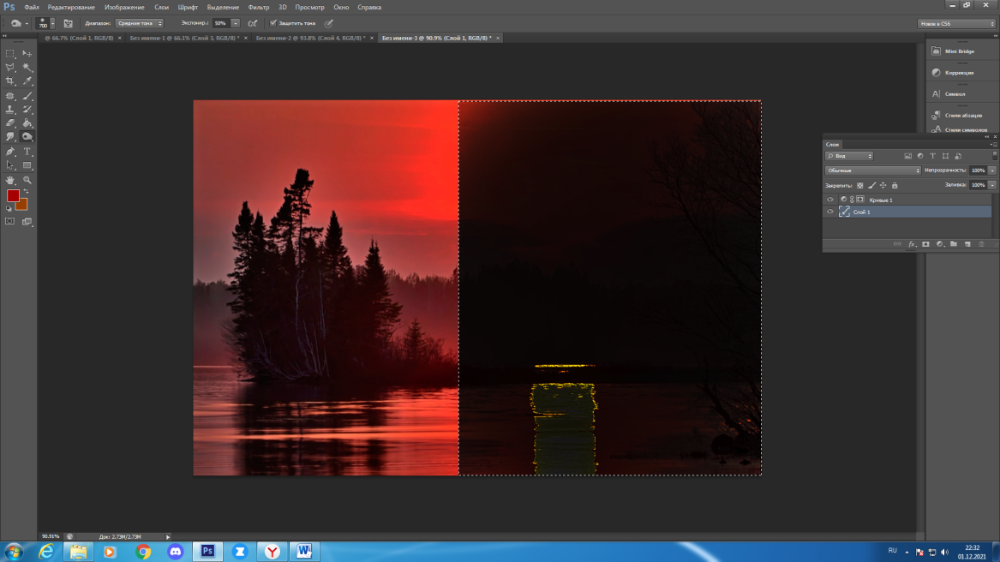 Ps Файл Редактирование Изображение Слои Шрифт Выделение Фильтр 3D Просмотр Окно Справка
700 Диапазон: Средние тона Экспонир.: 50% Защитить тона Новое в CS6
@ 66.7% (Слой 1, RGB/8) × Без имени-1 @ 66.1% (Слой 3, RGB/8) * × Без имени-2 @ 93.8% (Слой 4, RGB/8) * × Без имени-3 @ 90.9% (Слой 1, RGB/8) * ×
Mini Bridge
Коррекция
Символ
Стили абзацев
Стили символов
Слои
Вид
Обычные Непрозрачность: 100%
Закрепить: Заливка: 100%
Кривые 1
Слой 1
fx
90.91% Док: 2.73M/2.73M
Ps
RU 22:32
01.12.2021